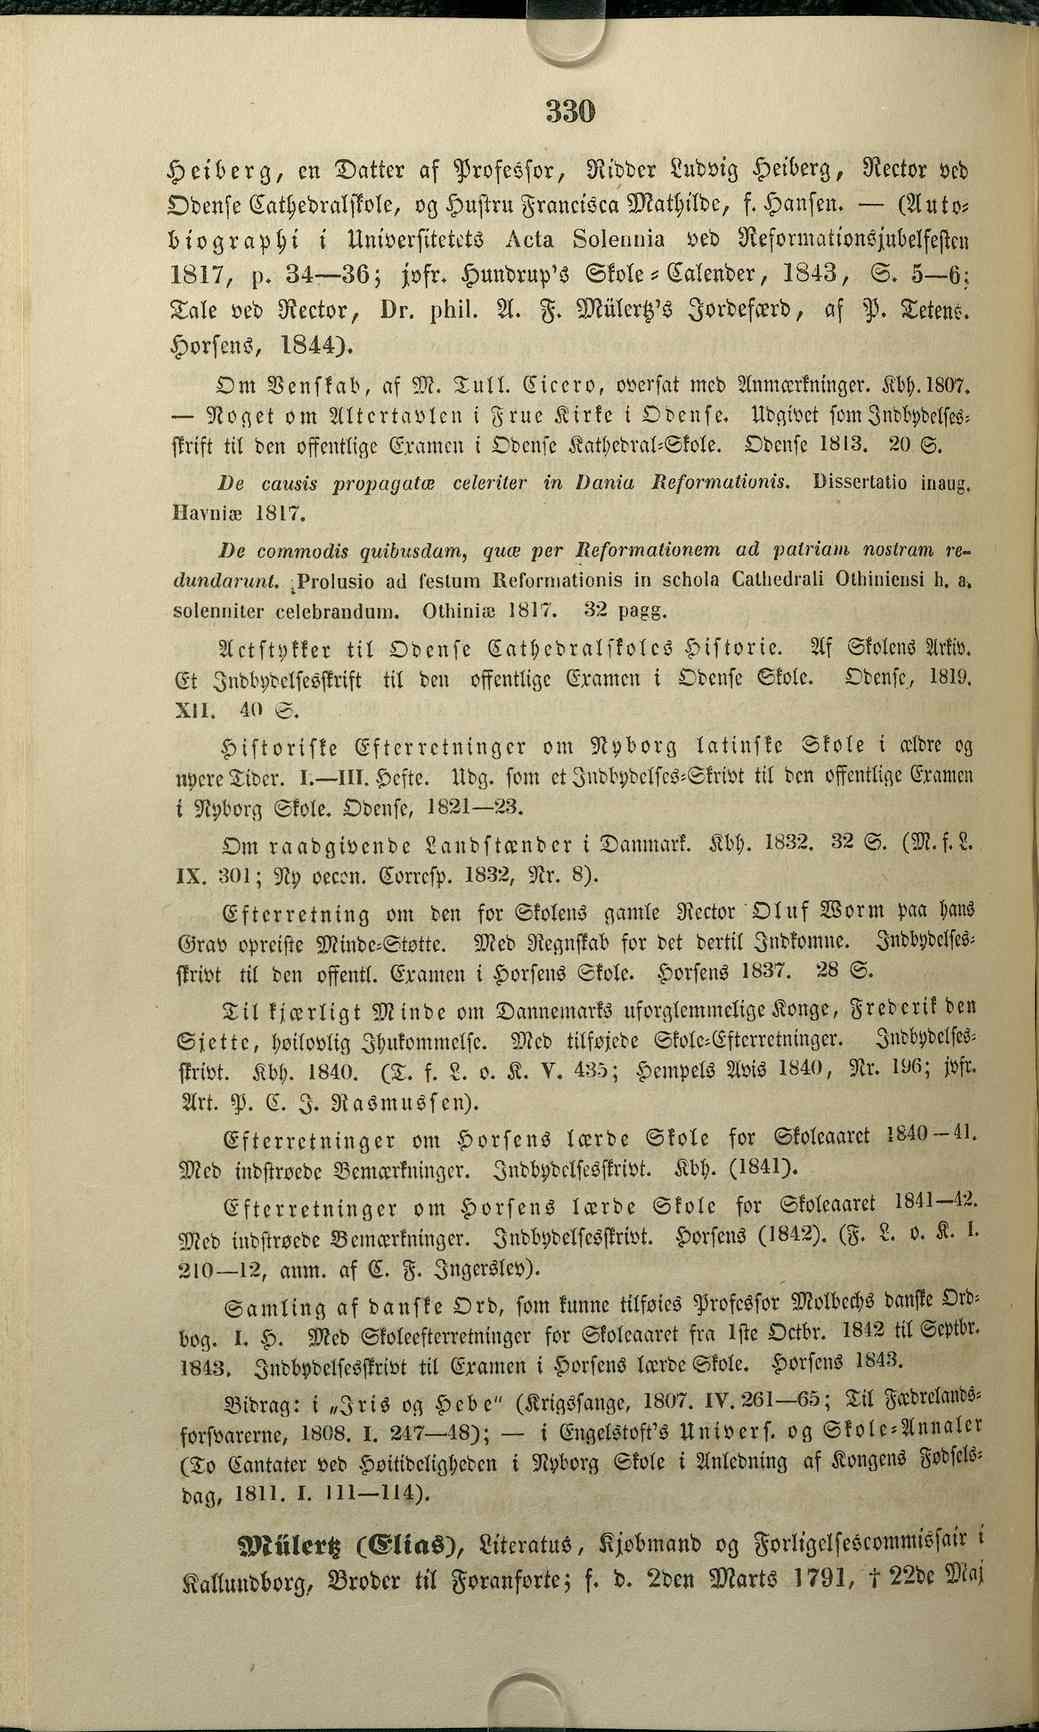 330
Heiberg, en Datter af Professor, Ridder Ludvig Heiberg, Rector ved
Odense Cathedralskole, og Hustru Francisca Mathilde, f. Hansen. — (Auto-
biographi i Universitetets Acta Solennia ved Reformationsjubelfesten
1817, p. 34—36; jvfr. Hundrup's Skole-Calender, 1843, S. 5—6;
Tale ved Rector, Dr. phil. A. F. Mülertz's Jordefærd, af P. Tetens.
Horsens, 1844).
Om Venskab, af M. Tull. Cicero, oversat med Anmærkninger. Kbh. 1807.
— Noget om Altertavlen i Frue Kirke i Odense. Udgivet som Indbydelses-
skrift til den offentlige Examen i Odense Kathedral-Skole. Odense 1813. 20 S.
De causis propagatæ celeriter in Dania Reformationis. Dissertatio inaug.
Havniæ 1817.
De commodis quibusdam, quæ per Reformationem ad patriam nostram re-
dundarunt. Prolusio ad festum Reformationis in schola Cathedrali Othiniensi h. a.
solenniter celebrandum. Othiniæ 1817. 32 pagg.
Actstykker til Odense Cathedralskoles Historie. Af Skolens Arkiv.
Et Indbydelsesskrift til den offentlige Examen i Odense Skole. Odense, 1819.
XII. 40 S.
Historiske Efterretninger om Nyborg latinske Skole i ældre og
nyere Tider. I.—III. Hefte. Udg. som et Indbydelses-Skrivt til den offentlige Examen
i Nyborg Skole. Odense, 1821—23.
Om raadgivende Landstænder i Danmark. Kbh. 1832. 32 S. (M. f. L.
IX. 301; Ny oecon. Corresp. 1832, Nr. 8).
Efterretning om den for Skolens gamle Rector Oluf Worm paa hans
Grav opreiste Minde-Støtte. Med Regnskab for det dertil Indkomne. Indbydelses-
skrivt til den offentl. Examen i Horsens Skole. Horsens 1837. 28 S.
Til kjærligt Minde om Dannemarks uforglemmelige Konge, Frederik den
Sjette, høilovlig Ihukommelse. Med tilføjede Skole-Efterretninger. Indbydelses-
skrivt. Kbh. 1840. (T. f. L. o. K. V. 435; Hempels Avis 1840, Nr. 196; jvfr.
Art. P. C. J. Rasmussen).
Efterretninger om Horsens lærde Skole for Skoleaaret 1840—41.
Med indstrøede Bemærkninger. Indbydelsesskrivt. Kbh. (1841).
Efterretninger om Horsens lærde Skole for Skoleaaret 1841—42.
Med indstrøede Bemærkninger. Indbydelsesskrivt. Horsens (1842). (F. L. o. K. I.
210—12, anm. af C. F. Ingerslev).
Samling af danske Ord, som kunne tilføies Professor Molbechs danske Ord-
bog. I. H. Med Skoleefterretninger for Skoleaaret fra 1ste Octbr. 1842 til Septbr.
1843. Indbydelsesskrivt til Examen i Horsens lærde Skole. Horsens 1843.
Bidrag: i „Iris og Hebe“ (Krigssange, 1807. IV. 261—65; Til Fædrelands-
forsvarerne, 1808. I. 247—48); — i Engelstoft's Univers. og Skole-Annaler
(To Cantater ved Høitideligheden i Nyborg Skole i Anledning af Kongens Fødsels-
dag, 1811. I. 111—114).
Mülertz (Elias), Literatus, Kjøbmand og Forligelsescommissair i
Kallundborg, Broder til Foranførte; f. d. 2den Marts 1791, † 22de Maj